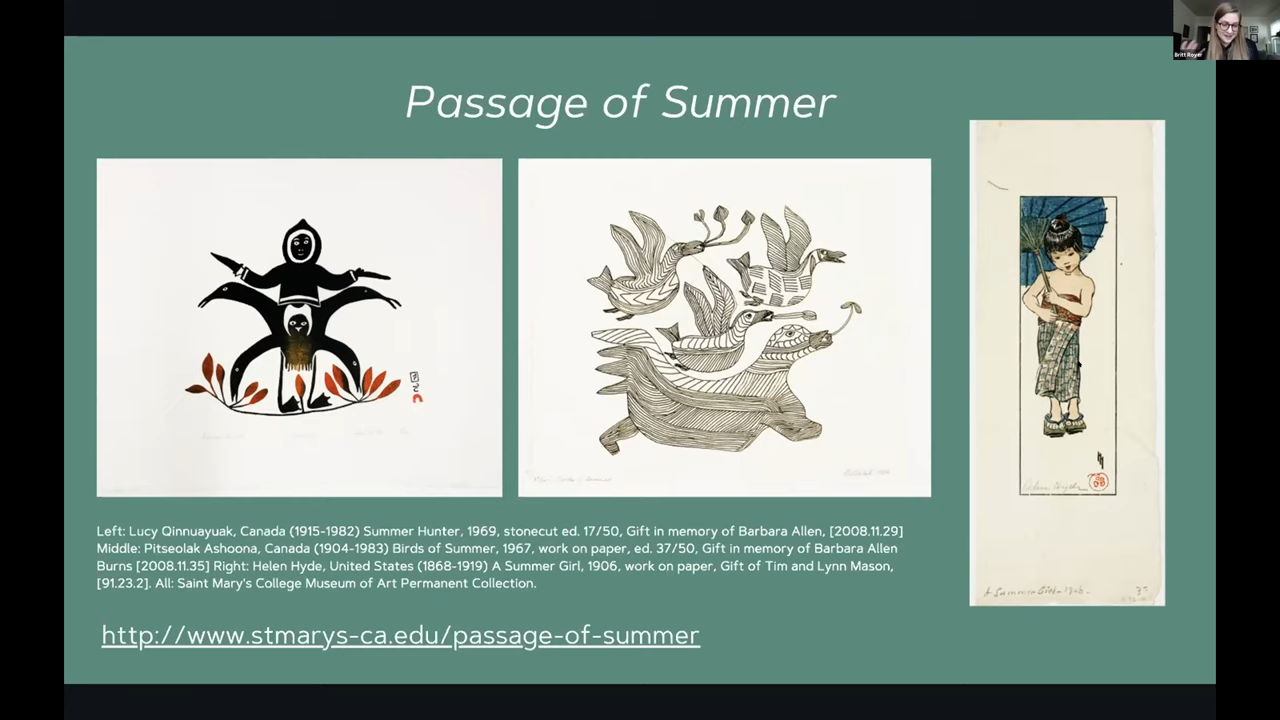 Britt Royer
Passage of Summer
Left: Lucy Qinnuayuak, Canada (1915-1982) Summer Hunter, 1969, stonecut ed. 17/50, Gift in memory of Barbara Allen, [2008.11.29]
Middle: Pitseolak Ashoona, Canada (1904-1983) Birds of Summer, 1967, work on paper, ed. 37/50, Gift in memory of Barbara Allen
Burns [2008.11.35] Right: Helen Hyde, United States (1868-1919) A Summer Girl, 1906, work on paper, Gift of Tim and Lynn Mason,
[91.23.2]. All: Saint Mary's College Museum of Art Permanent Collection.
http://www.stmarys-ca.edu/passage-of-summer